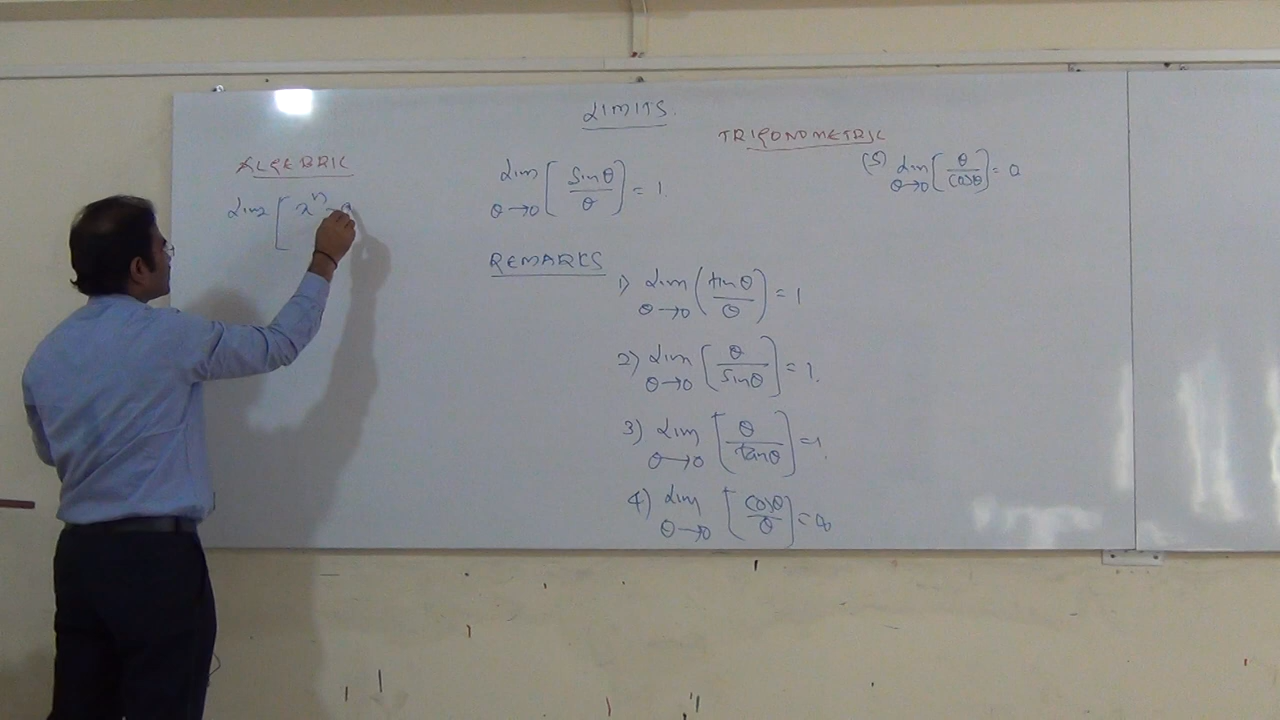 LIMITS.
ALGEBRIC
TRIGONOMETRIC
lim [ x^n - a
lim θ→0 [ sinθ / θ ] = 1.
(5) lim θ→0 [ θ / cosθ ] = 0
REMARKS
1) lim θ→0 ( tanθ / θ ) = 1
2) lim θ→0 [ θ / sinθ ] = 1.
3) lim θ→0 [ θ / tanθ ] = 1.
4) lim θ→0 [ cosθ / θ ] = ∞